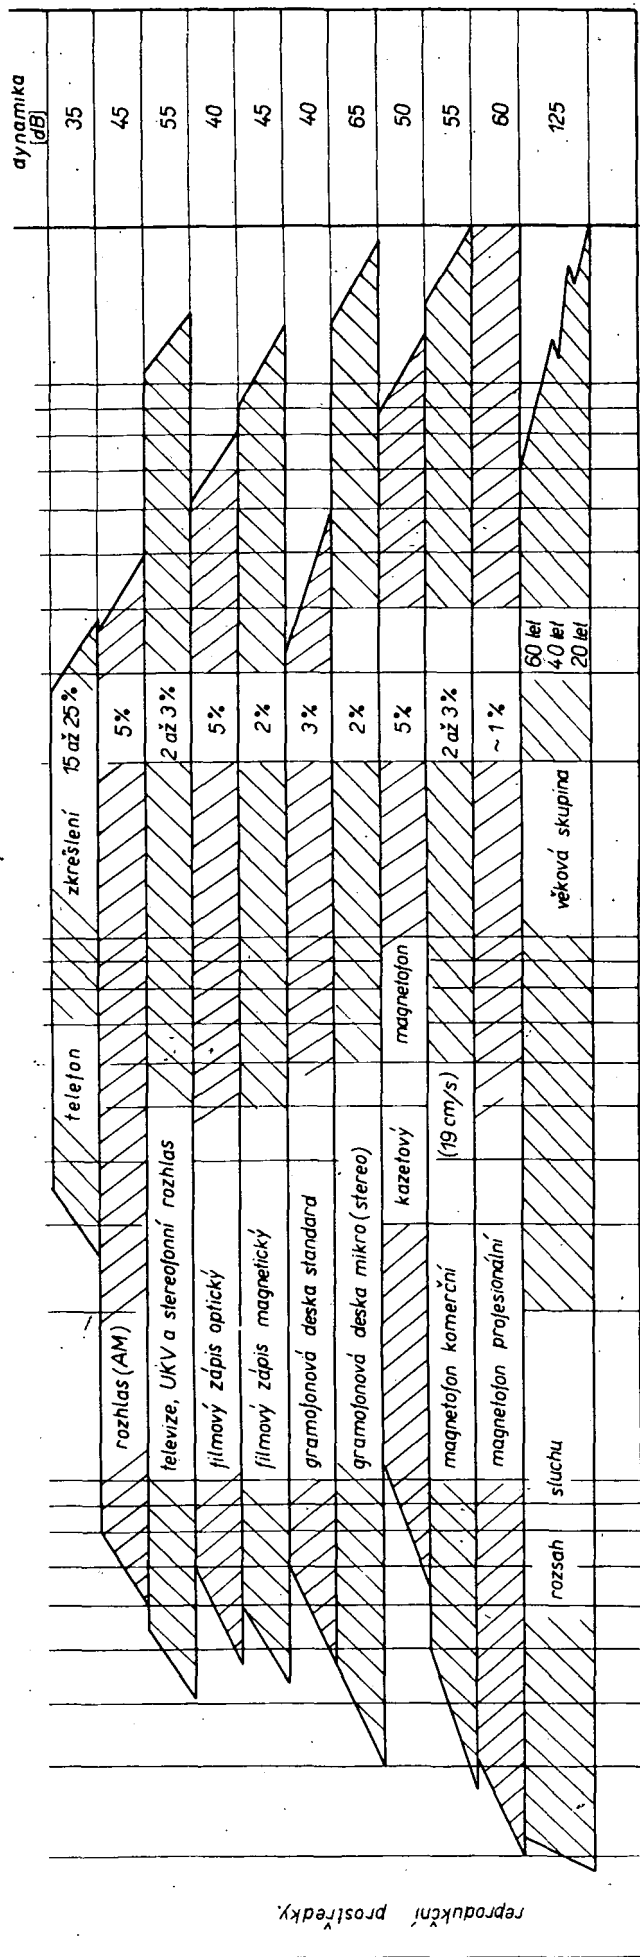 reprodukční prostředky.
dynamika
[dB]
telefon zkreslení 15 až 25% 35
rozhlas (AM) 5% 45
televize, UKV a stereofonní rozhlas 2 až 3% 55
filmový zápis optický 5% 40
filmový zápis magnetický 2% 45
gramofonová deska standard 3% 40
gramofonová deska mikro (stereo) 2% 65
kazetový magnetofon 5% 50
magnetofon komerční (19 cm/s) 2 až 3% 55
magnetofon profesionální ~1% 60
rozsah sluchu věková skupina 60 let 125
40 let
20 let